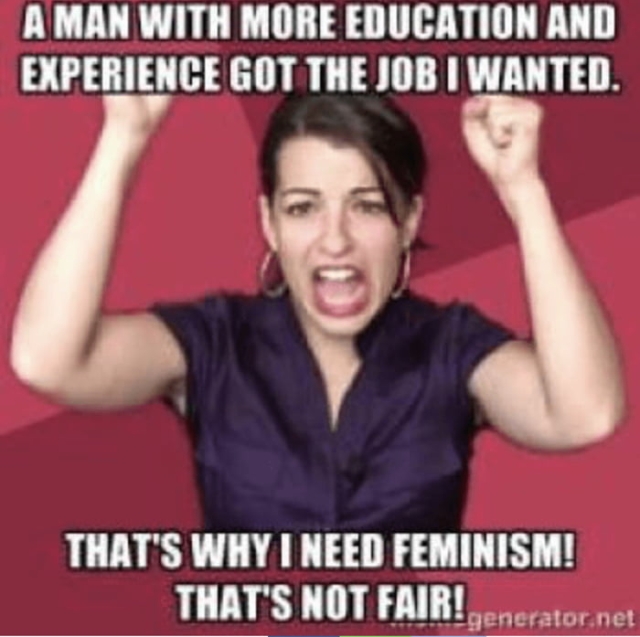 A MAN WITH MORE EDUCATION AND
EXPERIENCE GOT THE JOB I WANTED.
THAT'S WHY I NEED FEMINISM!
THAT'S NOT FAIR!
generator.net